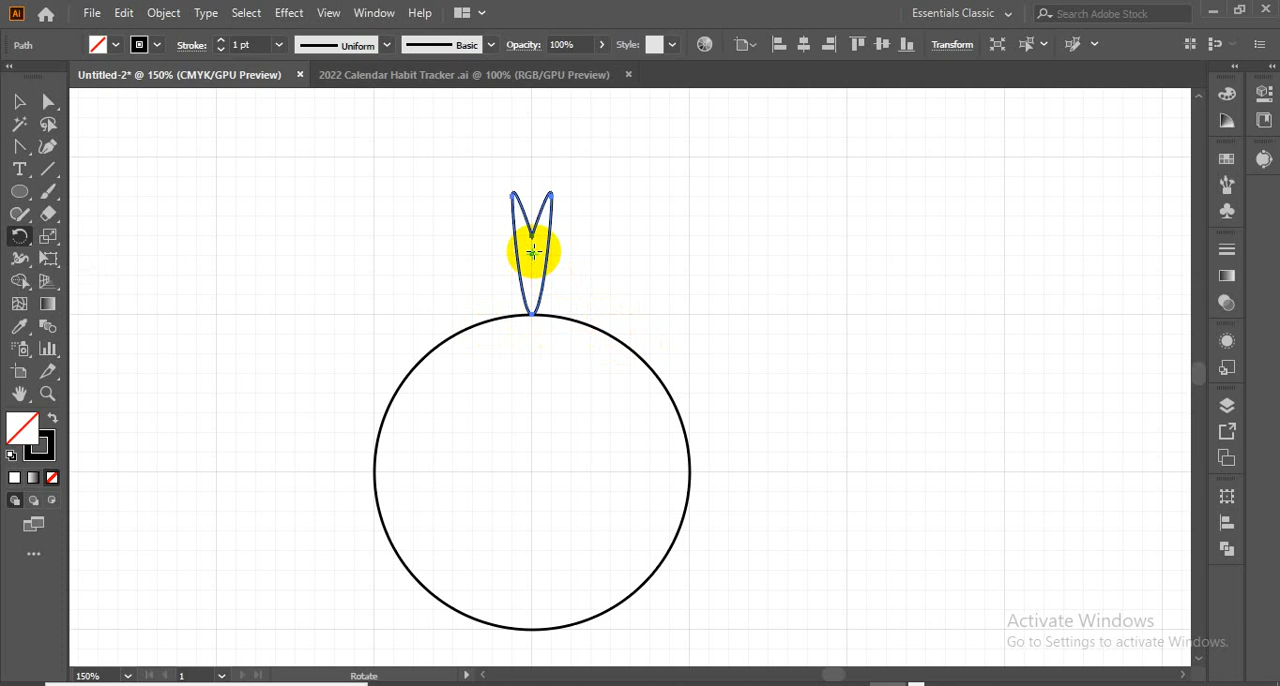 Ai File Edit Object Type Select Effect View Window Help Essentials Classic Search Adobe Stock
Path Stroke: 1 pt Uniform Basic Opacity: 100% Style: Transform
Untitled-2* @ 150% (CMYK/GPU Preview) × 2022 Calendar Habit Tracker .ai @ 100% (RGB/GPU Preview) ×
Activate Windows
Go to Settings to activate Windows.
150% 1 Rotate